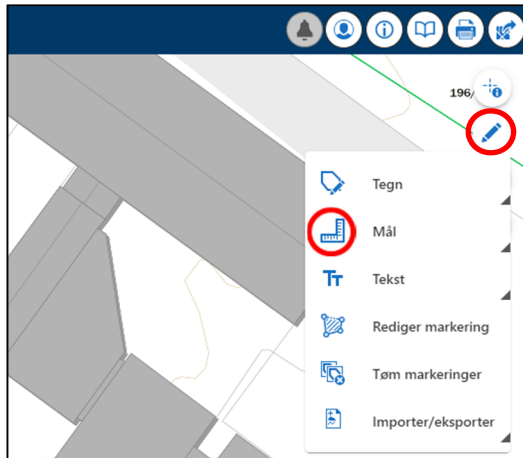 196/
Tegn
Mål
Tekst
Rediger markering
Tøm markeringer
Importer/eksporter